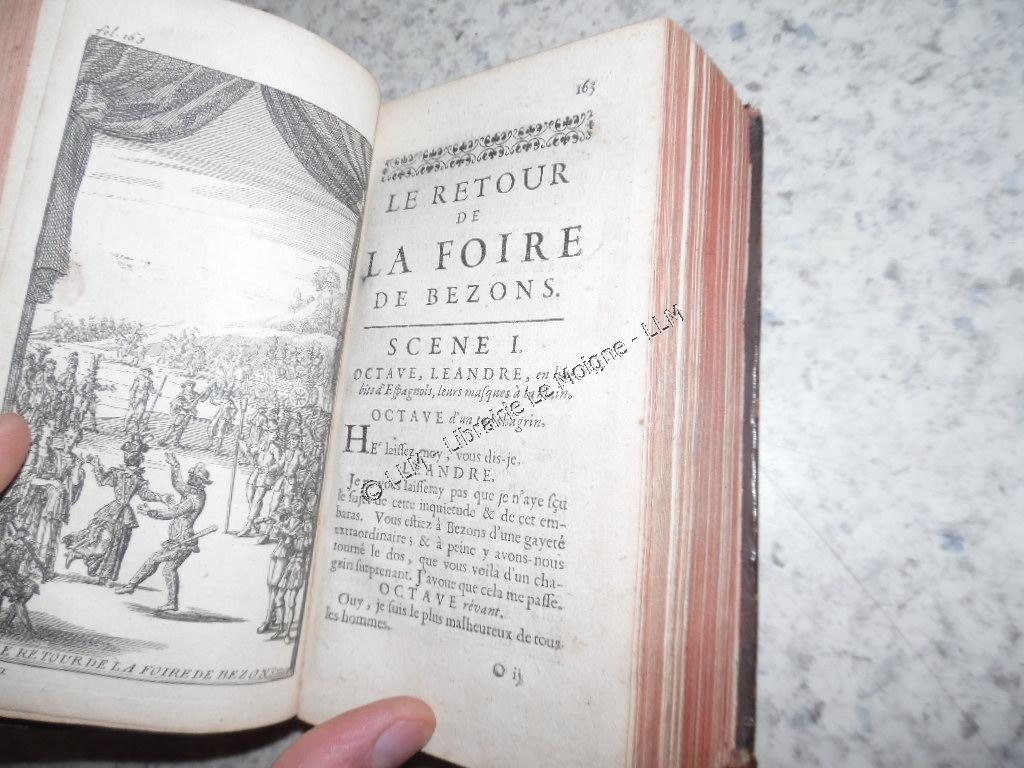 fol. 163
E RETOUR DE LA FOIRE DE BEZONS
163
LE RETOUR
DE
LA FOIRE
DE BEZONS.
SCENE I.
OCTAVE, LEANDRE, en
bits d'Espagnols, leurs masques à la main.
OCTAVE d'un chagrin.
HE' laissez-moy, vous dis-je.
LEANDRE.
Je vous laisseray pas que je n'aye sçu
le sujet de cette inquietude & de cet em-
baras. Vous estiez à Bezons d'une gayeté
extraordinaire; & à peine y avons-nous
tourné le dos, que vous voilà d'un cha-
grin surprenant. J'avoue que cela me passe.
OCTAVE rêvant.
Ouy, je suis le plus malheureux de tous
les hommes.
O ij
© LKM - Librairie Le Moigne - LLM